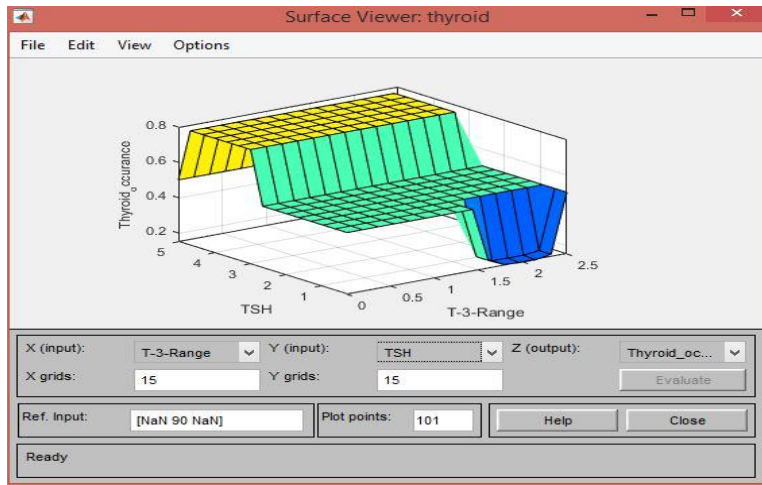 Surface Viewer: thyroid
File Edit View Options
0.8
0.6
0.4
0.2
Thyroid_occurance
5
4
3
2
1
TSH
0
0.5
1
1.5
2
2.5
T-3-Range
X (input): T-3-Range Y (input): TSH Z (output): Thyroid_oc...
X grids: 15 Y grids: 15 Evaluate
Ref. Input: [NaN 90 NaN] Plot points: 101 Help Close
Ready